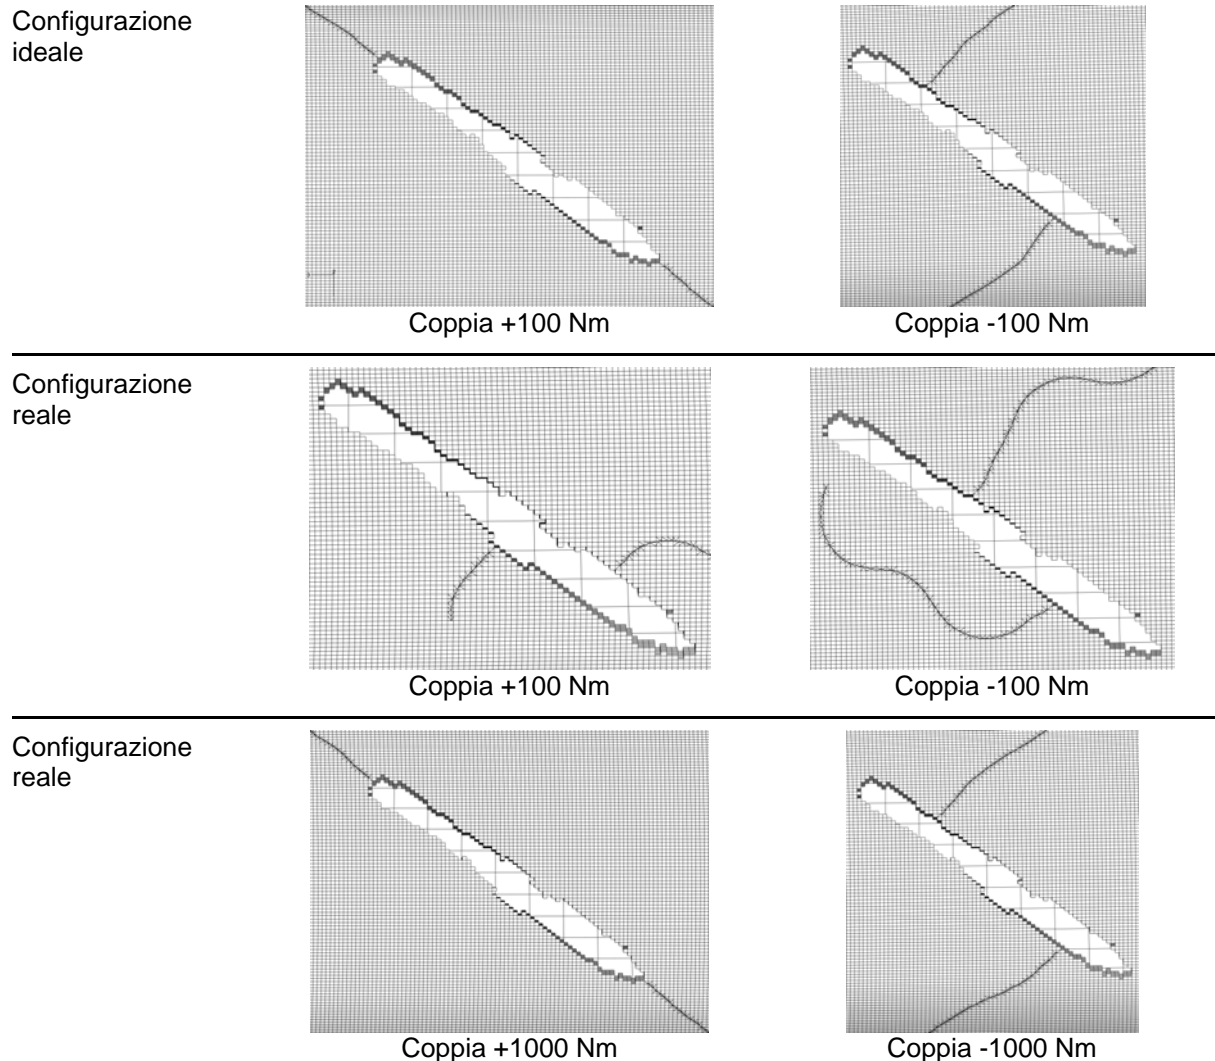 Configurazione
ideale
Coppia +100 Nm
Coppia -100 Nm
Configurazione
reale
Coppia +100 Nm
Coppia -100 Nm
Configurazione
reale
Coppia +1000 Nm
Coppia -1000 Nm